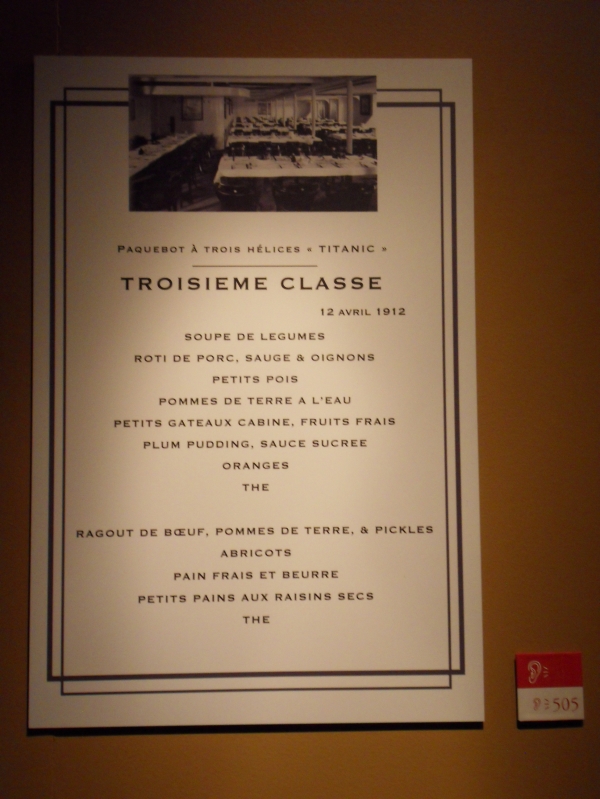 PAQUEBOT À TROIS HÉLICES « TITANIC »
TROISIEME CLASSE
12 AVRIL 1912
SOUPE DE LEGUMES
ROTI DE PORC, SAUGE & OIGNONS
PETITS POIS
POMMES DE TERRE A L'EAU
PETITS GATEAUX CABINE, FRUITS FRAIS
PLUM PUDDING, SAUCE SUCREE
ORANGES
THE
RAGOUT DE BŒUF, POMMES DE TERRE, & PICKLES
ABRICOTS
PAIN FRAIS ET BEURRE
PETITS PAINS AUX RAISINS SECS
THE
505